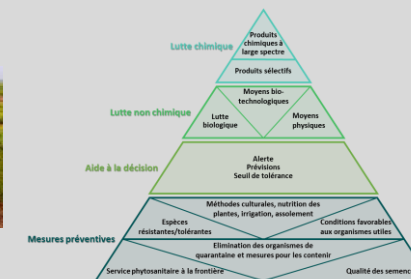 Lutte chimique
Produits
chimiques à
large spectre
Produits sélectifs
Lutte non chimique
Moyens bio-
technologiques
Lutte
biologique
Moyens
physiques
Aide à la décision
Alerte
Prévisions
Seuil de tolérance
Mesures préventives
Méthodes culturales, nutrition des
plantes, irrigation, assolement
Espèces
résistantes/tolérantes
Conditions favorables
aux organismes utiles
Elimination des organismes de
quarantaine et mesures pour les contenir
Service phytosanitaire à la frontière
Qualité des semences